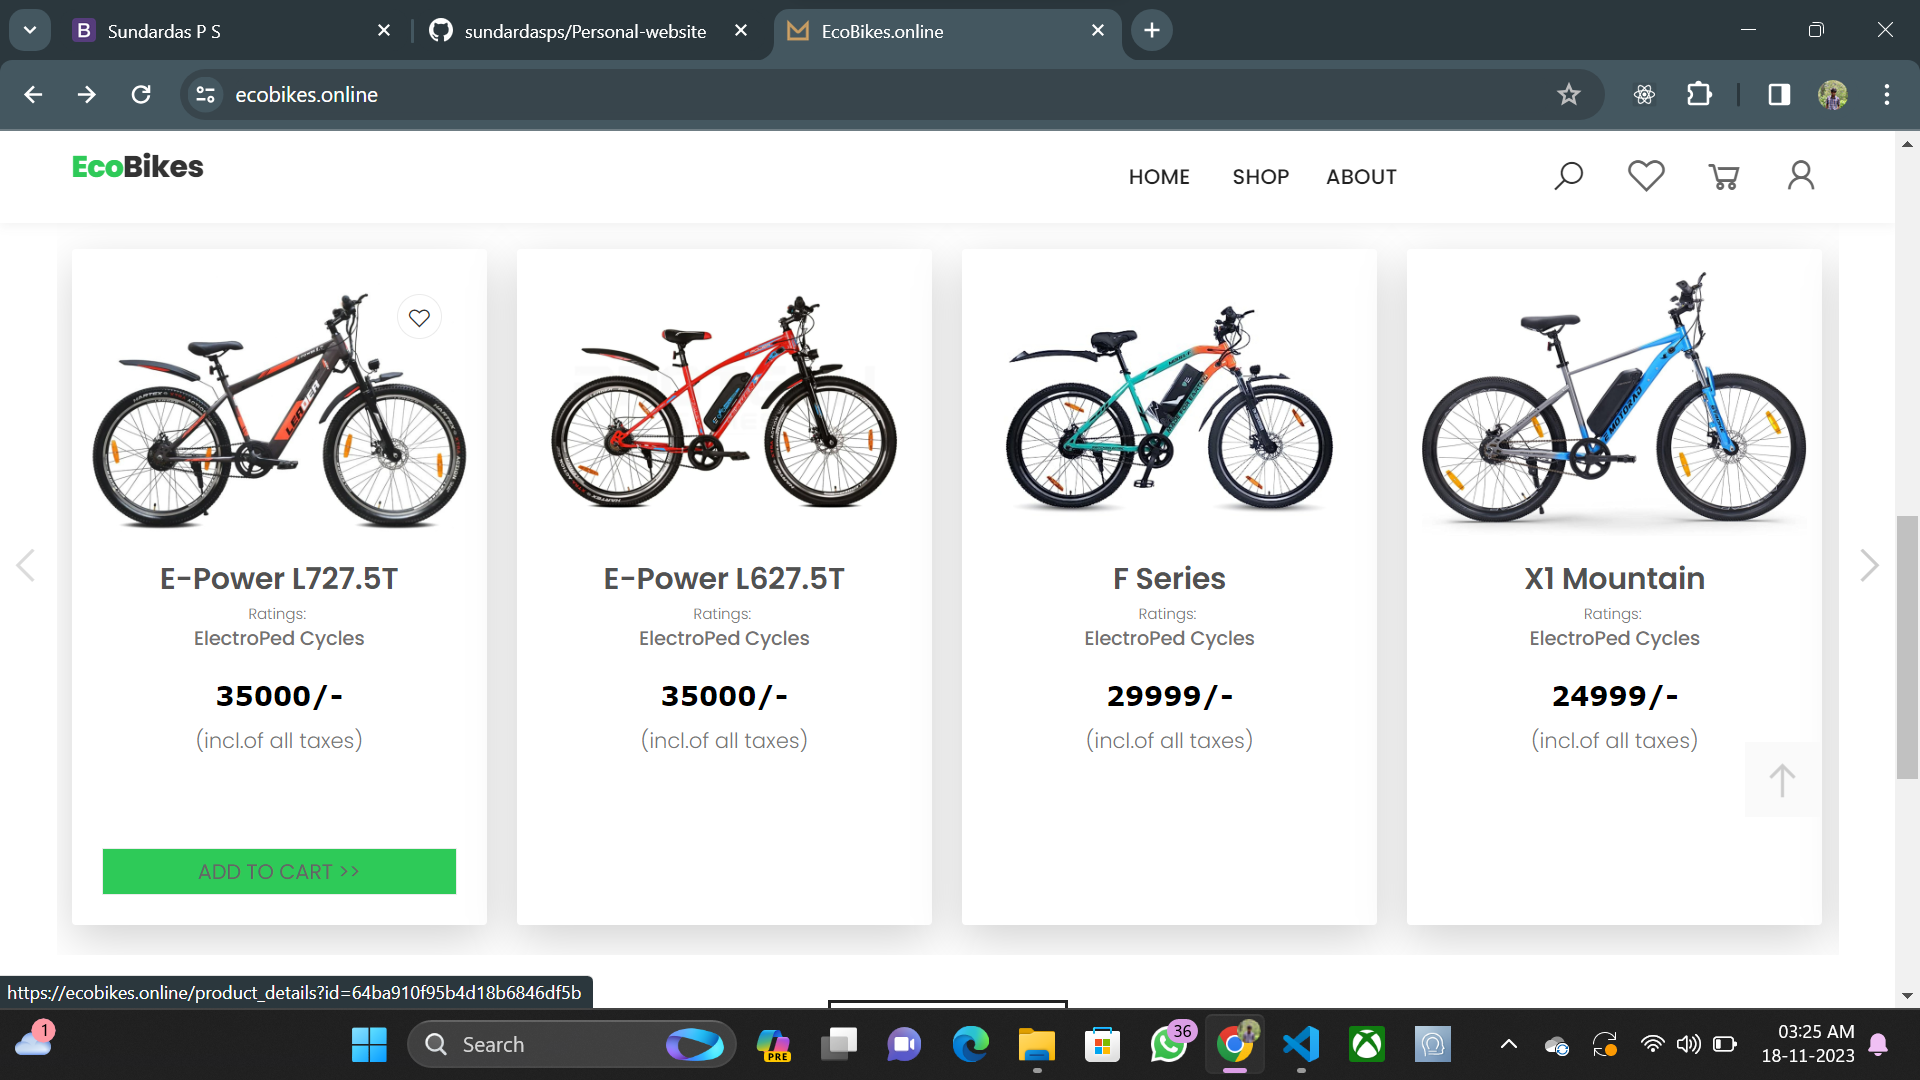 Sundardas P S
sundardasps/Personal-website
EcoBikes.online
ecobikes.online
EcoBikes
HOME
SHOP
ABOUT
LEADER
E MOTORAD
E-Power L727.5T
Ratings:
ElectroPed Cycles
35000/-
(incl.of all taxes)
ADD TO CART >>
E-Power L627.5T
Ratings:
ElectroPed Cycles
35000/-
(incl.of all taxes)
F Series
Ratings:
ElectroPed Cycles
29999/-
(incl.of all taxes)
X1 Mountain
Ratings:
ElectroPed Cycles
24999/-
(incl.of all taxes)
https://ecobikes.online/product_details?id=64ba910f95b4d18b6846df5b
1
Search
PRE
36
03:25 AM
18-11-2023